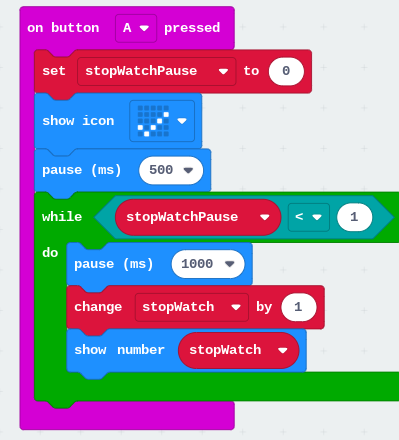 on button A pressed
set stopWatchPause to 0
show icon
pause (ms) 500
while stopWatchPause < 1
do
pause (ms) 1000
change stopWatch by 1
show number stopWatch